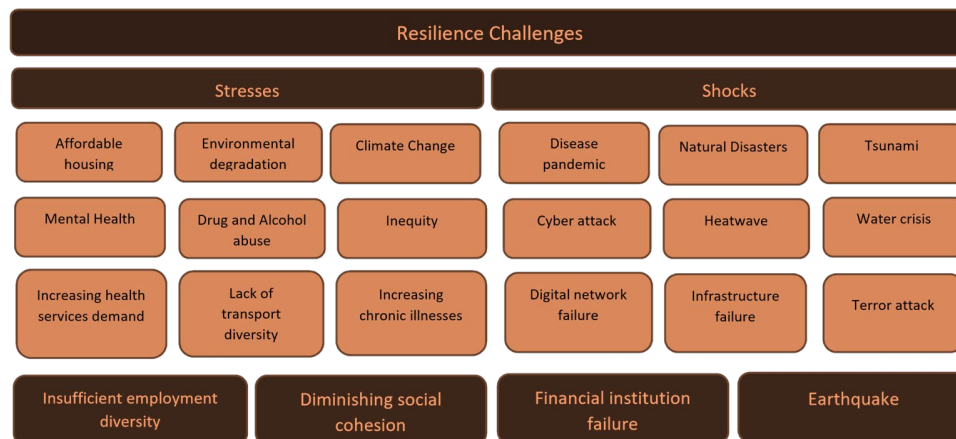 Resilience Challenges
Stresses
Shocks
Affordable
housing
Environmental
degradation
Climate Change
Disease
pandemic
Natural Disasters
Tsunami
Mental Health
Drug and Alcohol
abuse
Inequity
Cyber attack
Heatwave
Water crisis
Increasing health
services demand
Lack of
transport
diversity
Increasing
chronic illnesses
Digital network
failure
Infrastructure
failure
Terror attack
Insufficient employment
diversity
Diminishing social
cohesion
Financial institution
failure
Earthquake